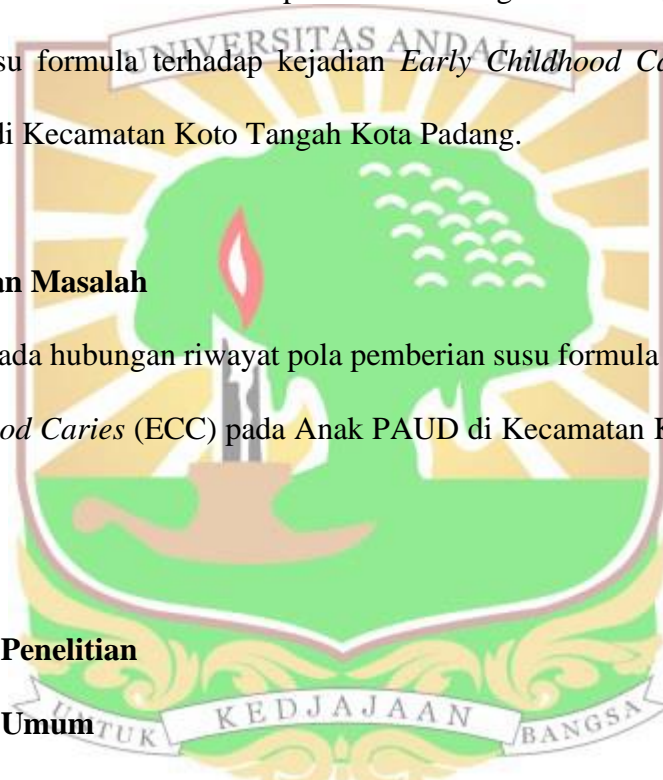 UNIVERSITAS ANDALAS
su formula terhadap kejadian Early Childhood Ca
di Kecamatan Koto Tangah Kota Padang.
an Masalah
ada hubungan riwayat pola pemberian susu formula
od Caries (ECC) pada Anak PAUD di Kecamatan K
Penelitian
Umum
UNTUK KEDJAJAAN BANGSA